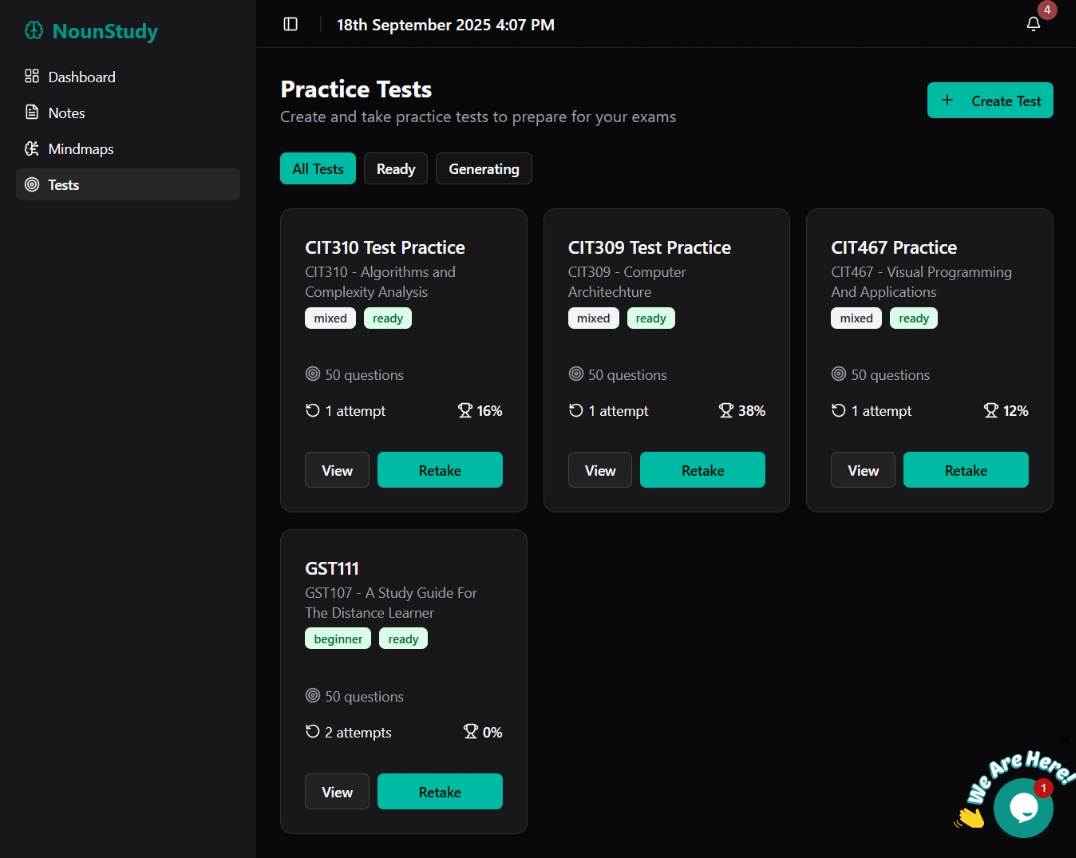 NounStudy
Dashboard
Notes
Mindmaps
Tests
18th September 2025 4:07 PM
4
Practice Tests
Create and take practice tests to prepare for your exams
+ Create Test
All Tests
Ready
Generating
CIT310 Test Practice
CIT310 - Algorithms and
Complexity Analysis
mixed
ready
50 questions
1 attempt
16%
View
Retake
CIT309 Test Practice
CIT309 - Computer
Architechture
mixed
ready
50 questions
1 attempt
38%
View
Retake
CIT467 Practice
CIT467 - Visual Programming
And Applications
mixed
ready
50 questions
1 attempt
12%
View
Retake
GST111
GST107 - A Study Guide For
The Distance Learner
beginner
ready
50 questions
2 attempts
0%
View
Retake
We Are Here!
1